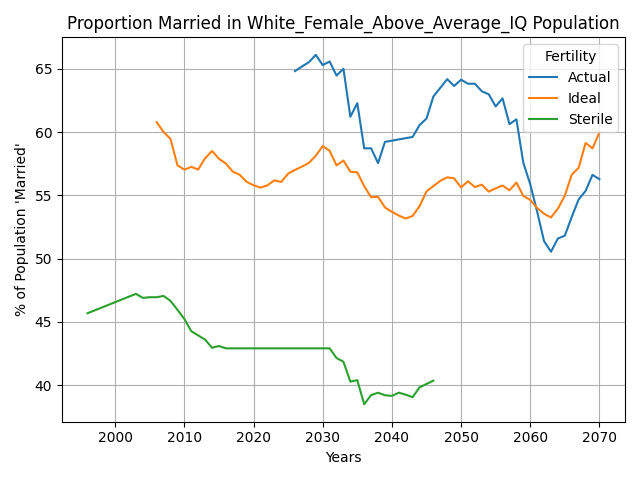 Proportion Married in White_Female_Above_Average_IQ Population
Fertility
Actual
Ideal
Sterile
% of Population 'Married'
65
60
55
50
45
40
2000 2010 2020 2030 2040 2050 2060 2070
Years